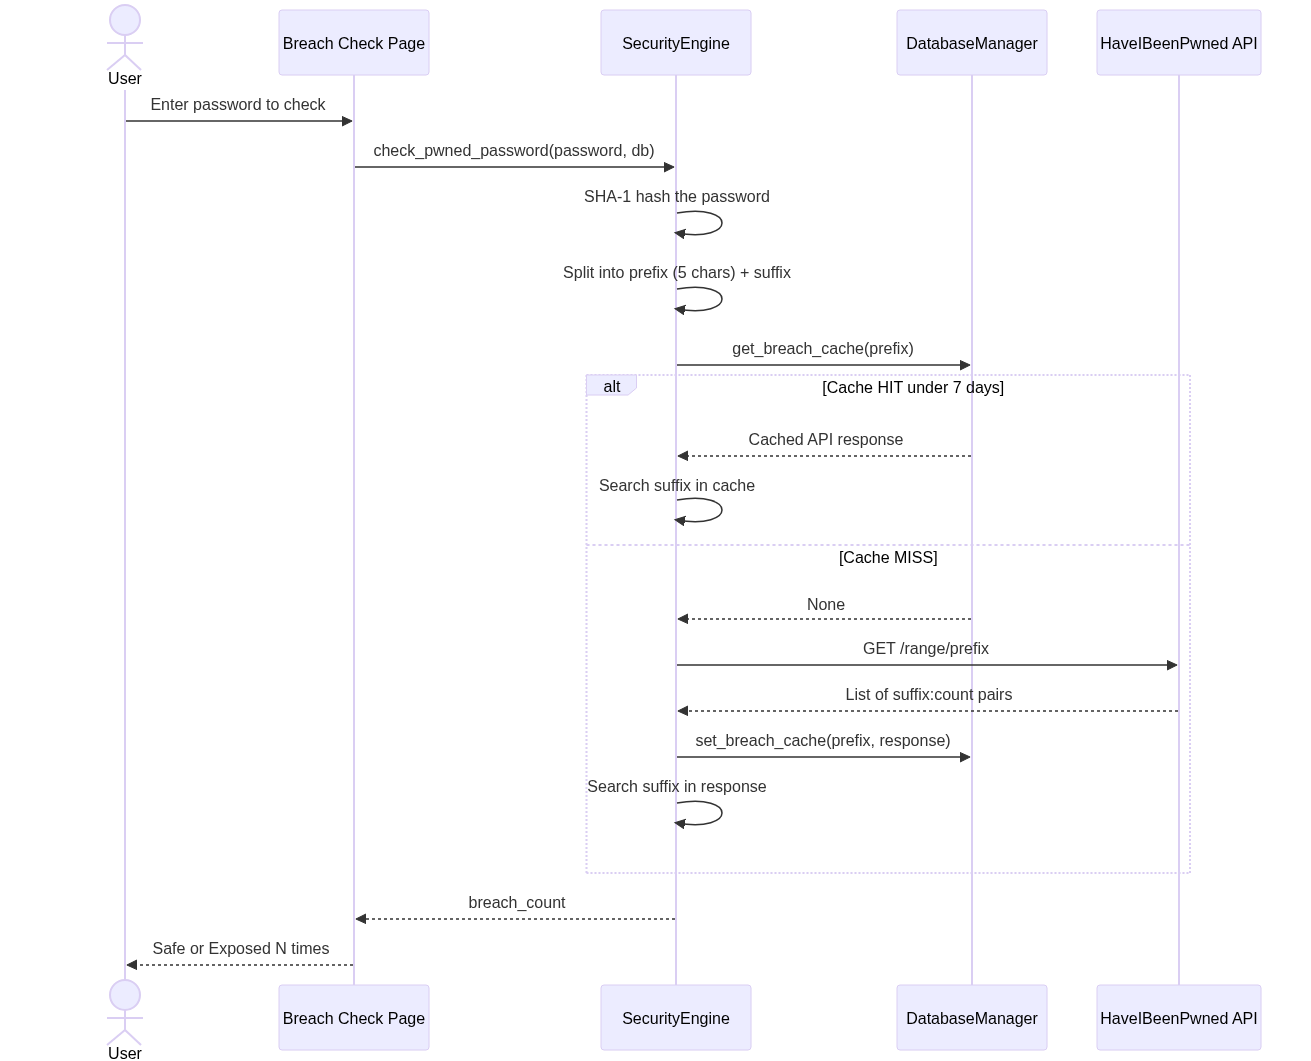 User
Breach Check Page
SecurityEngine
DatabaseManager
HaveIBeenPwned API
Enter password to check
check_pwned_password(password, db)
SHA-1 hash the password
Split into prefix (5 chars) + suffix
get_breach_cache(prefix)
alt
[Cache HIT under 7 days]
Cached API response
Search suffix in cache
[Cache MISS]
None
GET /range/prefix
List of suffix:count pairs
set_breach_cache(prefix, response)
Search suffix in response
breach_count
Safe or Exposed N times
User
Breach Check Page
SecurityEngine
DatabaseManager
HaveIBeenPwned API